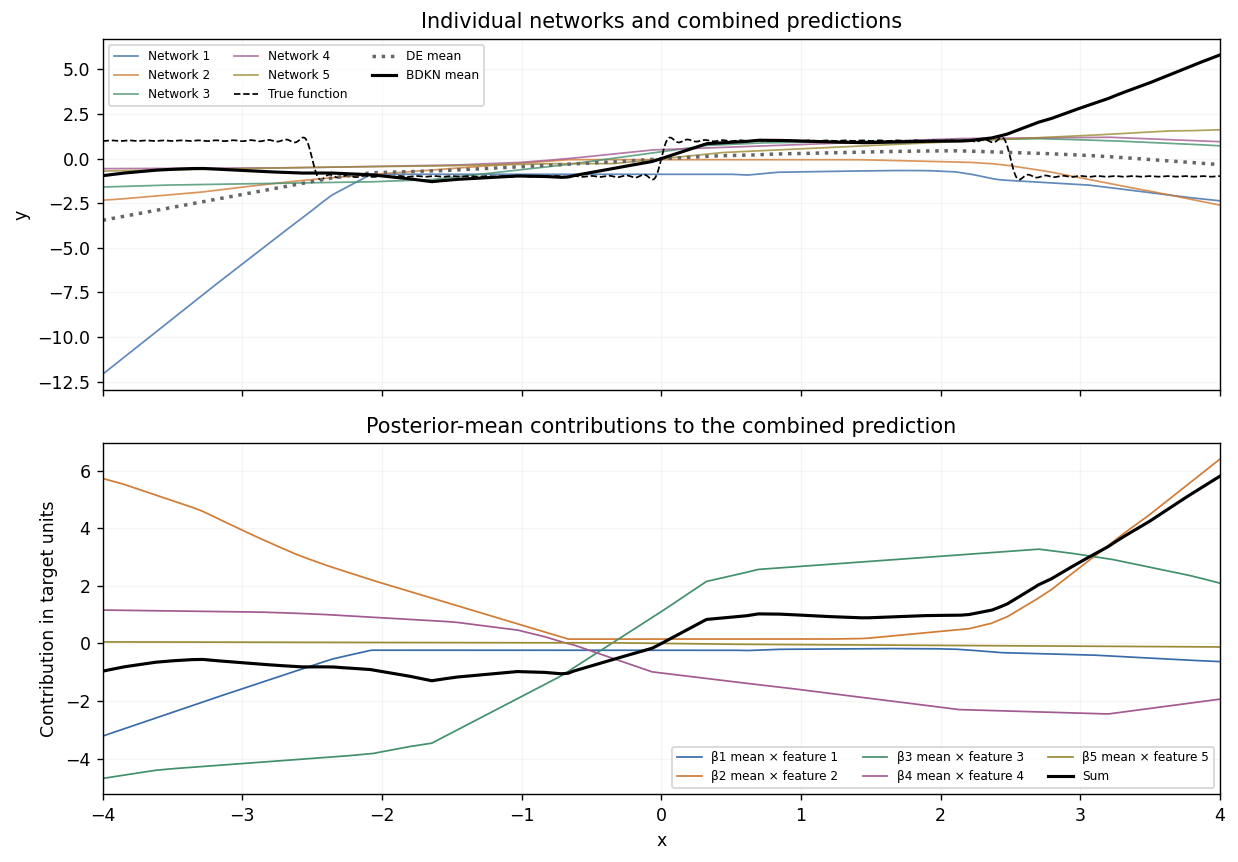 Individual networks and combined predictions
Network 1
Network 2
Network 3
Network 4
Network 5
True function
DE mean
BDKN mean
5.0
2.5
0.0
−2.5
−5.0
−7.5
−10.0
−12.5
y
Posterior-mean contributions to the combined prediction
6
4
2
0
−2
−4
Contribution in target units
β1 mean × feature 1
β2 mean × feature 2
β3 mean × feature 3
β4 mean × feature 4
β5 mean × feature 5
Sum
−4 −3 −2 −1 0 1 2 3 4
x